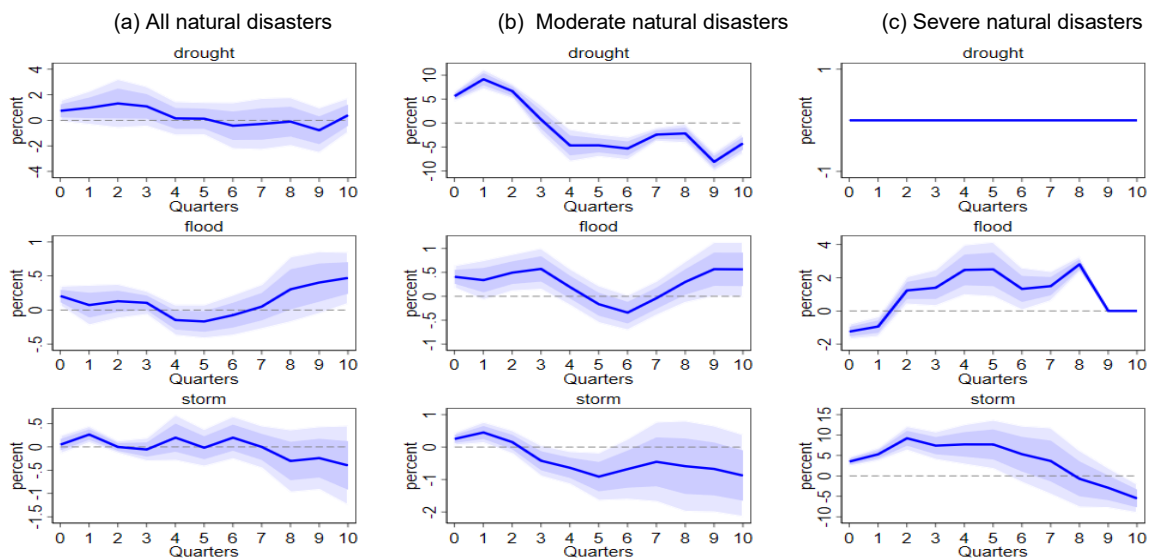 (a) All natural disasters
(b) Moderate natural disasters
(c) Severe natural disasters
drought
percent
4
2
0
-2
-4
0 1 2 3 4 5 6 7 8 9 10
Quarters
drought
percent
10
5
0
-5
-10
0 1 2 3 4 5 6 7 8 9 10
Quarters
drought
percent
1
-1
0 1 2 3 4 5 6 7 8 9 10
Quarters
flood
percent
1
.5
0
-.5
0 1 2 3 4 5 6 7 8 9 10
Quarters
flood
percent
1
.5
0
-.5
-1
0 1 2 3 4 5 6 7 8 9 10
Quarters
flood
percent
4
2
0
-2
0 1 2 3 4 5 6 7 8 9 10
Quarters
storm
percent
.5
0
-.5
-1
-1.5
0 1 2 3 4 5 6 7 8 9 10
Quarters
storm
percent
1
0
-1
-2
0 1 2 3 4 5 6 7 8 9 10
Quarters
storm
percent
15
10
5
0
-5
-10
0 1 2 3 4 5 6 7 8 9 10
Quarters